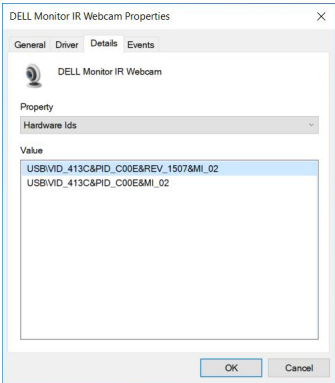 DELL Monitor IR Webcam Properties
General Driver Details Events
DELL Monitor IR Webcam
Property
Hardware Ids
Value
USB\VID_413C&PID_C00E&REV_1507&MI_02
USB\VID_413C&PID_C00E&MI_02
OK Cancel